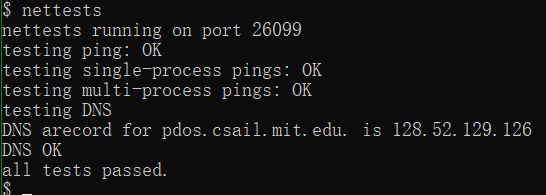 $ nettests
nettests running on port 26099
testing ping: OK
testing single-process pings: OK
testing multi-process pings: OK
testing DNS
DNS arecord for pdos.csail.mit.edu. is 128.52.129.126
DNS OK
all tests passed.
$